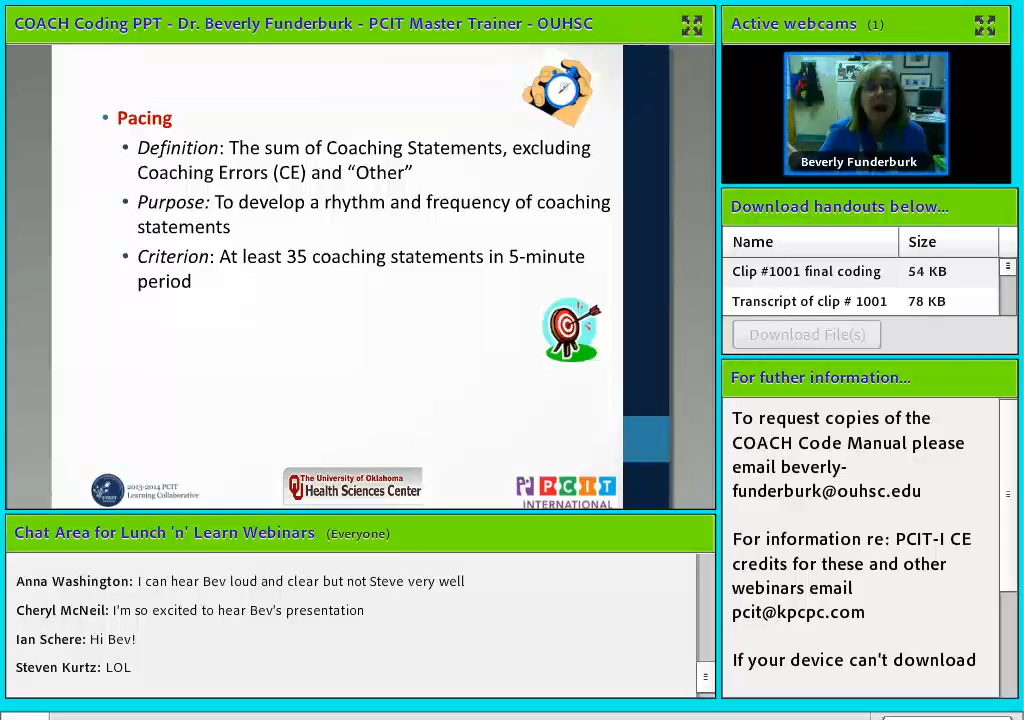 COACH Coding PPT - Dr. Beverly Funderburk - PCIT Master Trainer - OUHSC
• Pacing
• Definition: The sum of Coaching Statements, excluding
Coaching Errors (CE) and “Other”
• Purpose: To develop a rhythm and frequency of coaching
statements
• Criterion: At least 35 coaching statements in 5-minute
period
2013-2014 PCIT
Learning Collaborative
The University of Oklahoma
Health Sciences Center
PCIT
INTERNATIONAL
Chat Area for Lunch 'n' Learn Webinars (Everyone)
Anna Washington: I can hear Bev loud and clear but not Steve very well
Cheryl McNeil: I'm so excited to hear Bev's presentation
Ian Schere: Hi Bev!
Steven Kurtz: LOL
Active webcams (1)
Beverly Funderburk
Download handouts below...
Name Size
Clip #1001 final coding 54 KB
Transcript of clip # 1001 78 KB
Download File(s)
For futher information...
To request copies of the
COACH Code Manual please
email beverly-
funderburk@ouhsc.edu
For information re: PCIT-I CE
credits for these and other
webinars email
pcit@kpcpc.com
If your device can't download